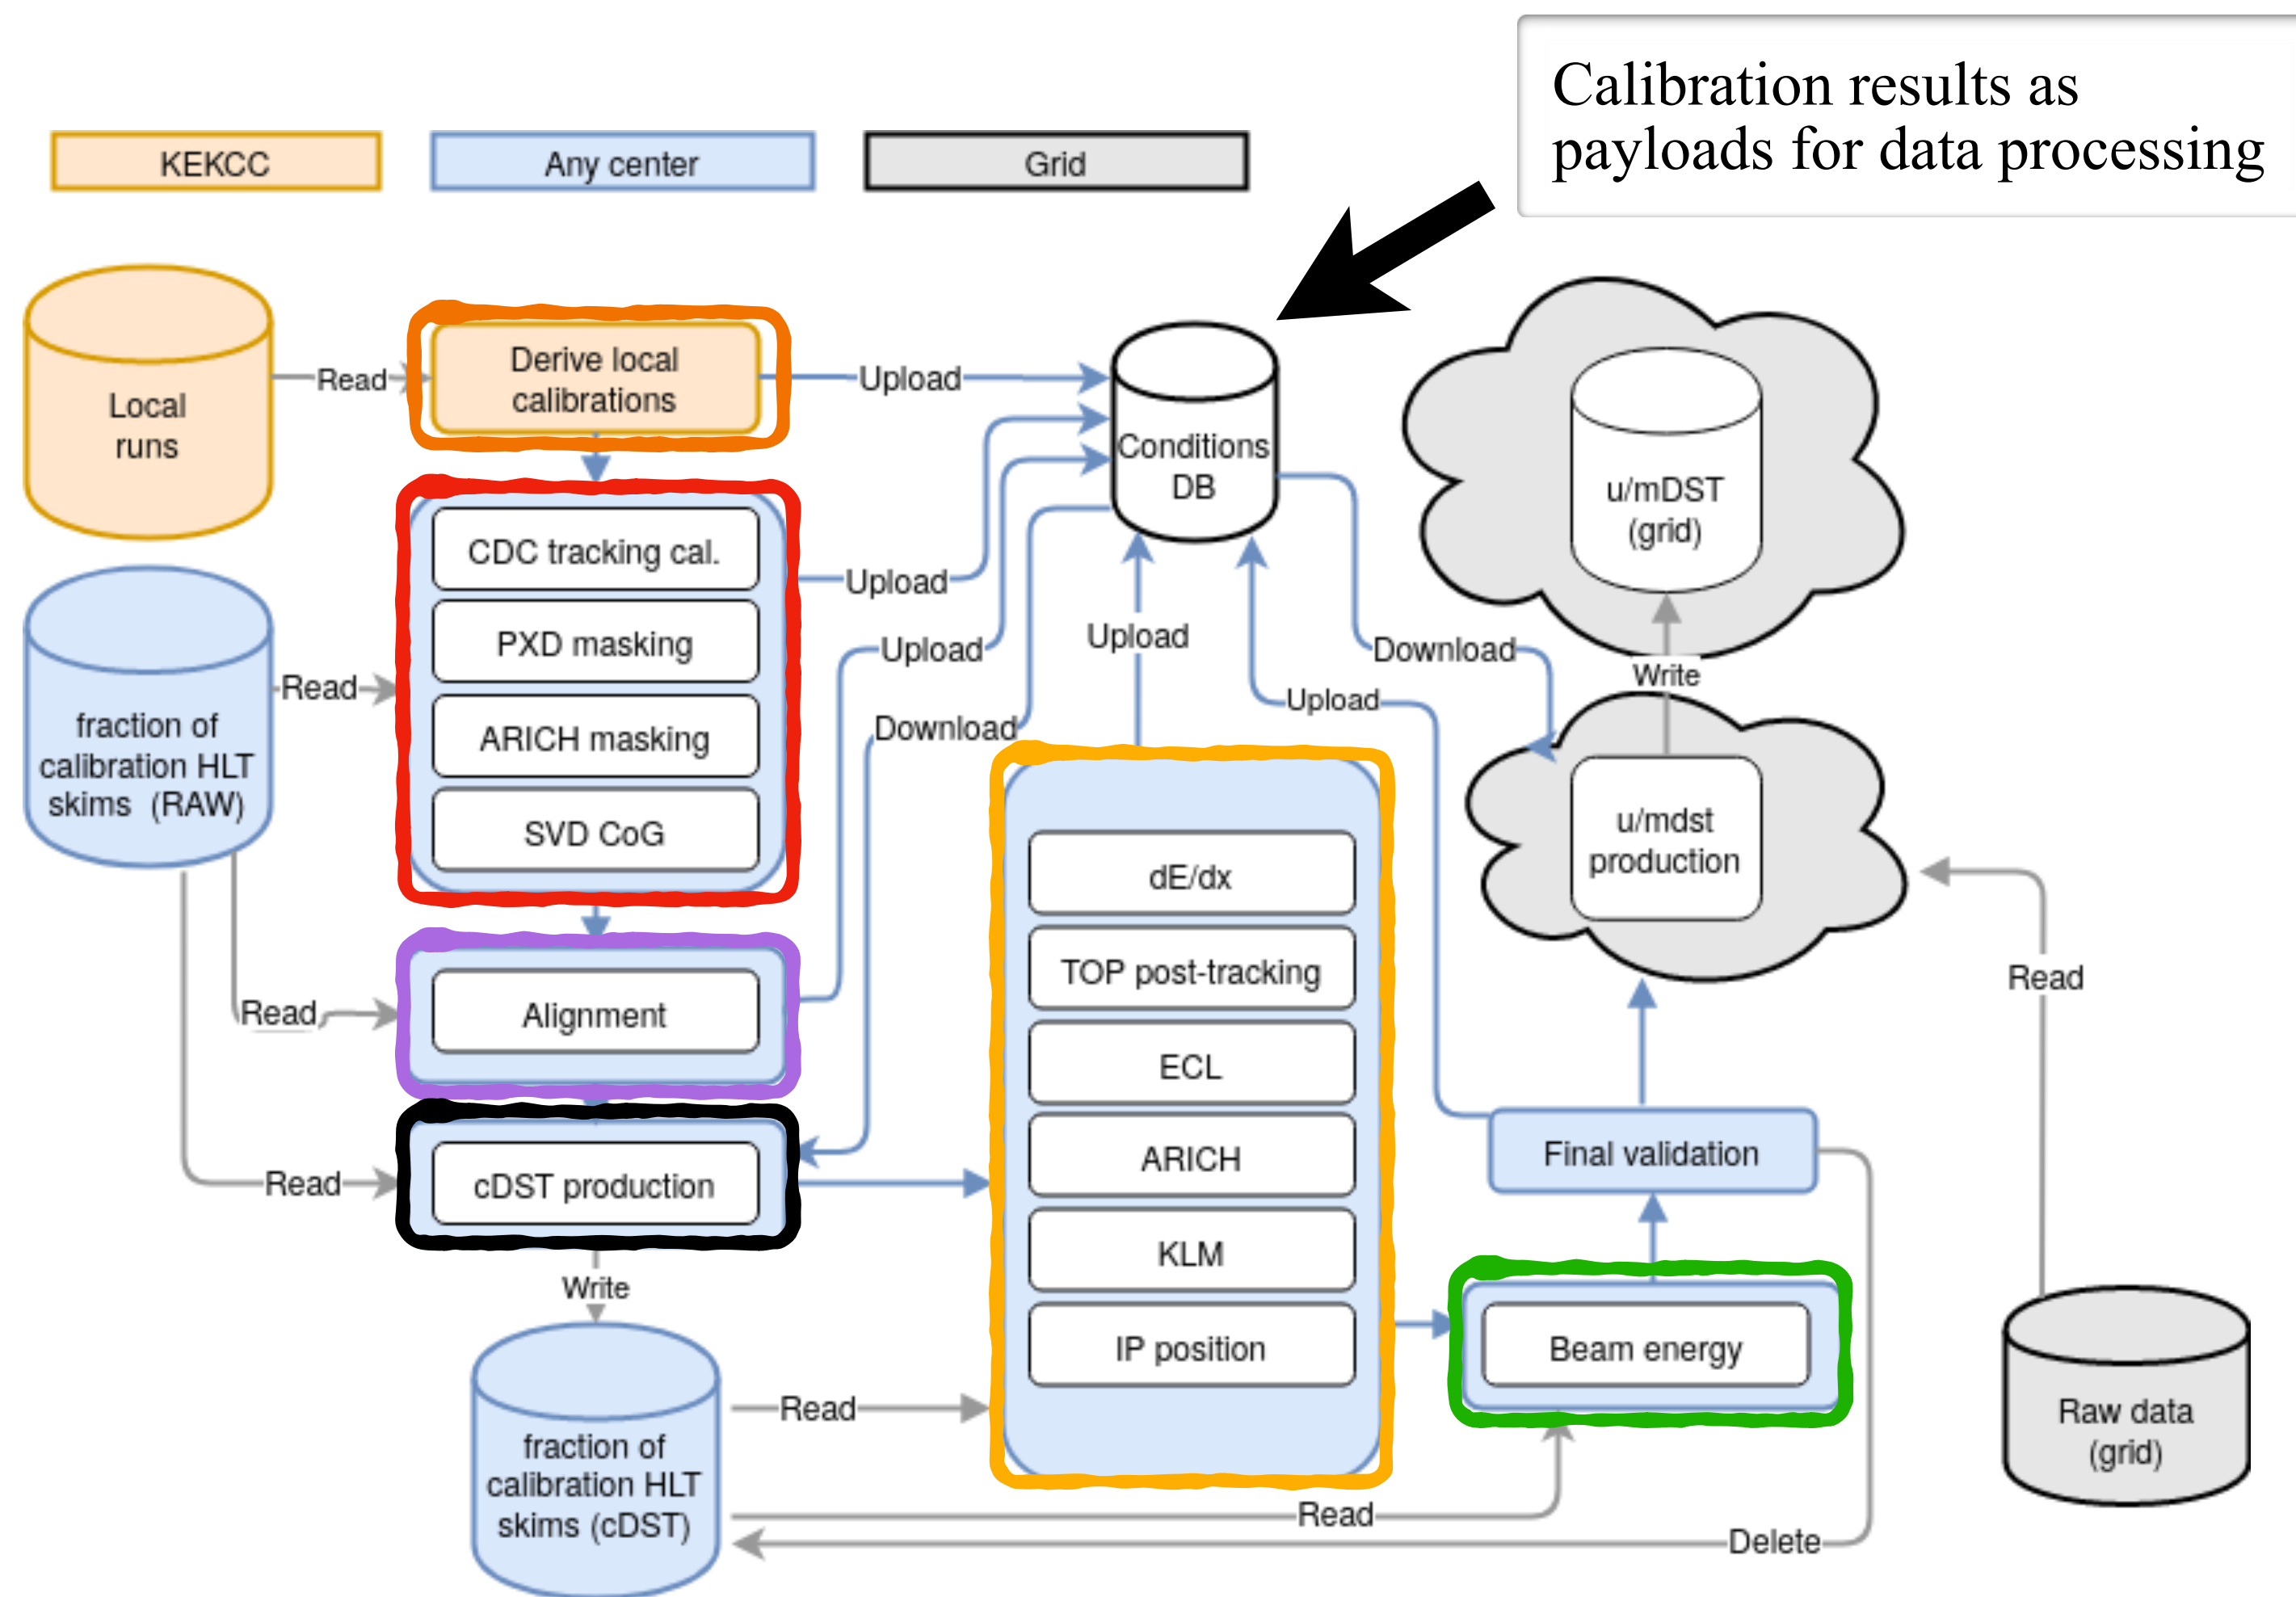 Calibration results as
payloads for data processing
KEKCC
Any center
Grid
Local
runs
Read
Derive local
calibrations
Upload
Conditions
DB
u/mDST
(grid)
fraction of
calibration HLT
skims (RAW)
Read
CDC tracking cal.
PXD masking
ARICH masking
SVD CoG
Upload
Upload
Download
Upload
Upload
Download
Write
u/mdst
production
Read
Alignment
Read
cDST production
Write
dE/dx
TOP post-tracking
ECL
ARICH
KLM
IP position
Final validation
Beam energy
Read
Raw data
(grid)
fraction of
calibration HLT
skims (cDST)
Read
Read
Delete